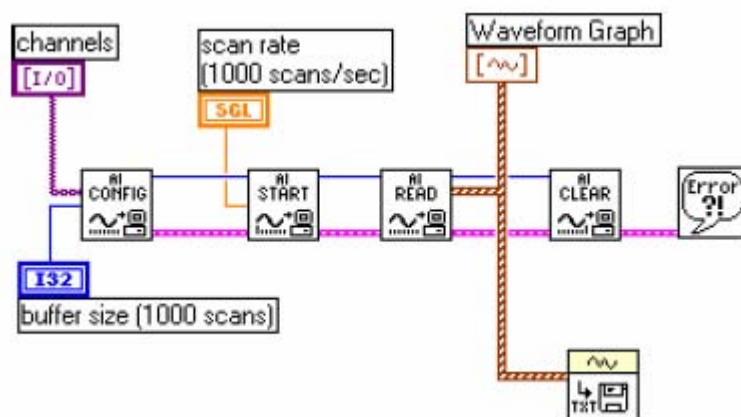 channels
[I/O]
scan rate
(1000 scans/sec)
SGL
Waveform Graph
AI
CONFIG
AI
START
AI
READ
AI
CLEAR
Error
?!
I32
buffer size (1000 scans)
TXT